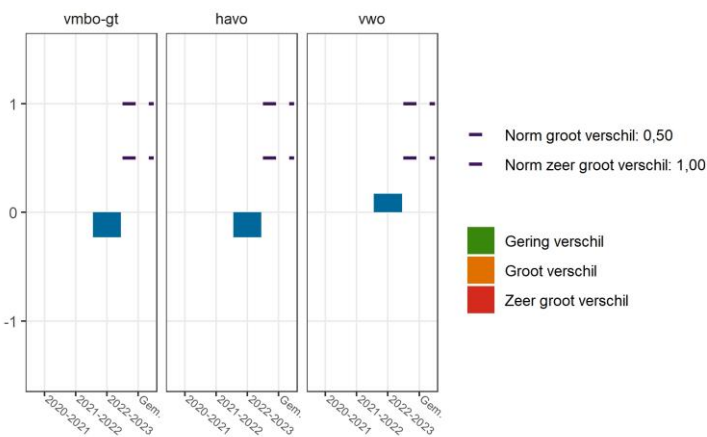 vmbo-gt
havo
vwo
1
0
-1
2020-2021
2021-2022
2022-2023
Gem.
2020-2021
2021-2022
2022-2023
Gem.
2020-2021
2021-2022
2022-2023
Gem.
Norm groot verschil: 0,50
Norm zeer groot verschil: 1,00
Gering verschil
Groot verschil
Zeer groot verschil